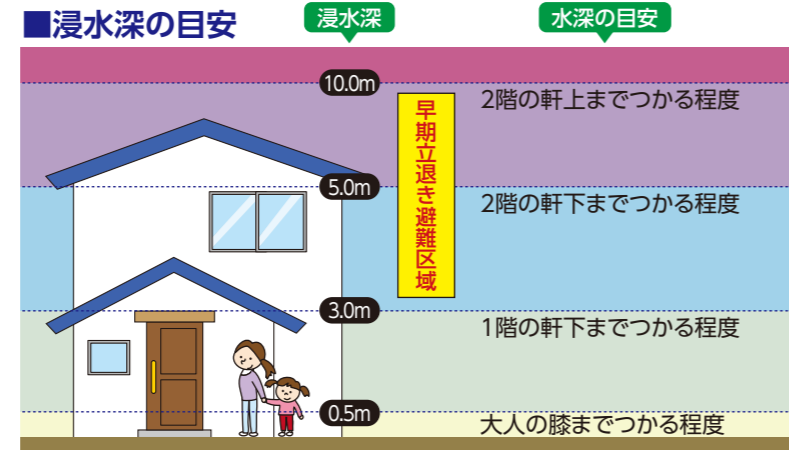 ■浸水深の目安
浸水深
水深の目安
10.0m
2階の軒上までつかる程度
早期立退き避難区域
5.0m
2階の軒下までつかる程度
3.0m
1階の軒下までつかる程度
0.5m
大人の膝までつかる程度